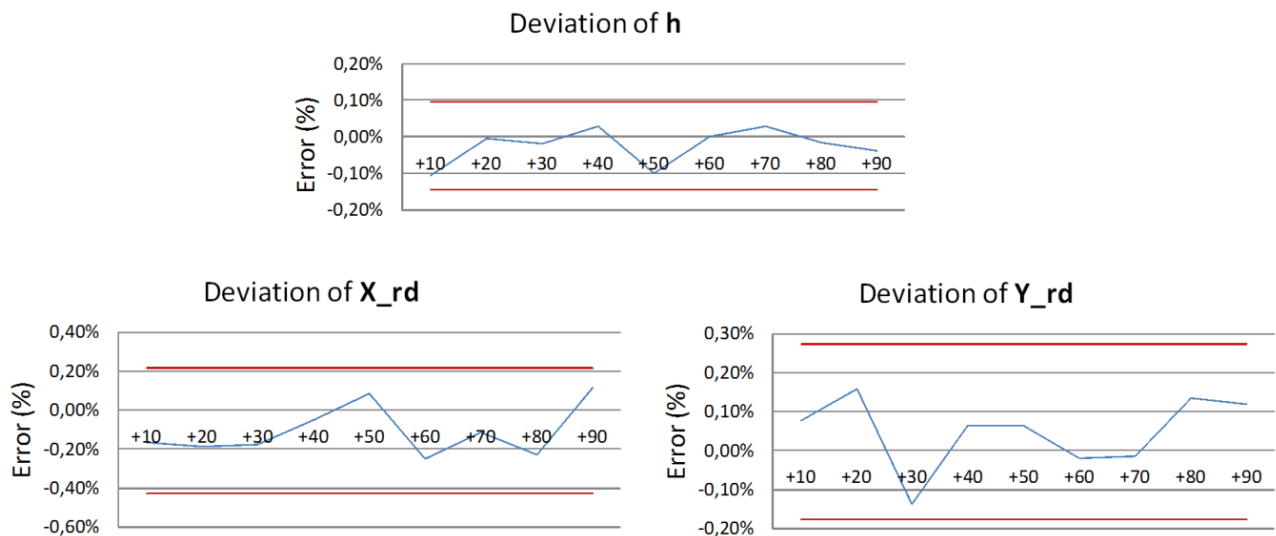 Deviation of h
Error (%)
0,20%
0,10%
0,00%
-0,10%
-0,20%
+10 +20 +30 +40 +50 +60 +70 +80 +90
Deviation of X_rd
Error (%)
0,40%
0,20%
0,00%
-0,20%
-0,40%
-0,60%
+10 +20 +30 +40 +50 +60 +70 +80 +90
Deviation of Y_rd
Error (%)
0,30%
0,20%
0,10%
0,00%
-0,10%
-0,20%
+10 +20 +30 +40 +50 +60 +70 +80 +90